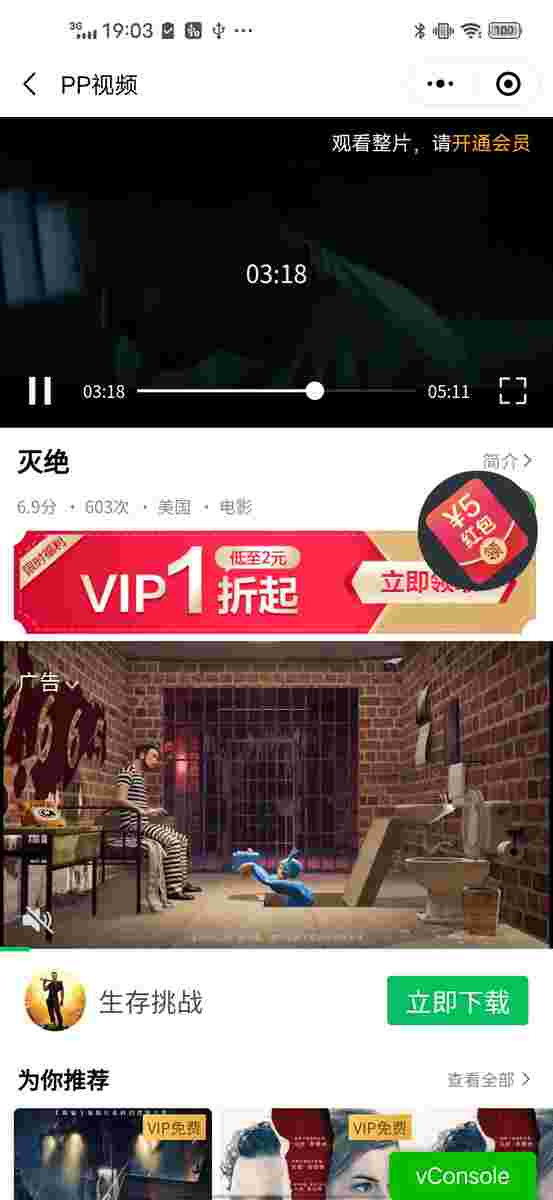 3G 19:03 100
PP视频
观看整片，请开通会员
03:18
03:18 05:11
灭绝
简介
6.9分 · 603次 · 美国 · 电影
¥5
红包
领
限时福利
VIP1折起
低至2元
立即领
广告
生存挑战
立即下载
为你推荐
查看全部
VIP免费
VIP免费
vConsole